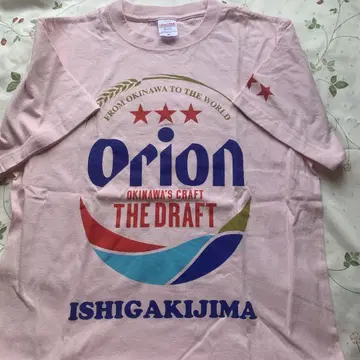 FROM OKINAWA TO THE WORLD
Orion
OKINAWA'S CRAFT
THE DRAFT
ISHIGAKIJIMA